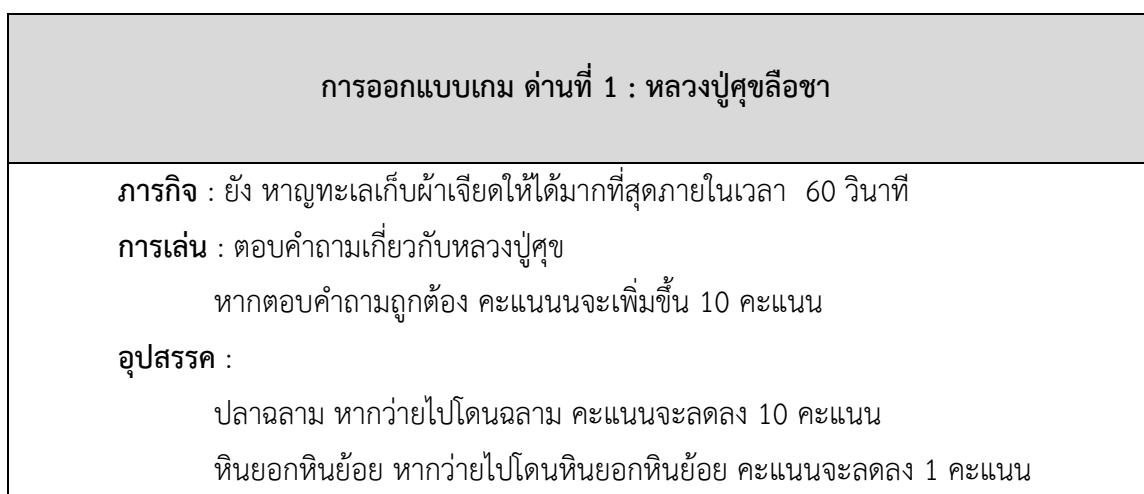 การออกแบบเกม ด่านที่ 1 : หลวงปู่ศุขลือชา
ภารกิจ : ยัง หาญทะเลเก็บผ้าเจียดให้ได้มากที่สุดภายในเวลา 60 วินาที
การเล่น : ตอบคำถามเกี่ยวกับหลวงปู่ศุข
หากตอบคำถามถูกต้อง คะแนนนจะเพิ่มขึ้น 10 คะแนน
อุปสรรค :
ปลาฉลาม หากว่ายไปโดนฉลาม คะแนนจะลดลง 10 คะแนน
หินยอกหินย้อย หากว่ายไปโดนหินยอกหินย้อย คะแนนจะลดลง 1 คะแนน